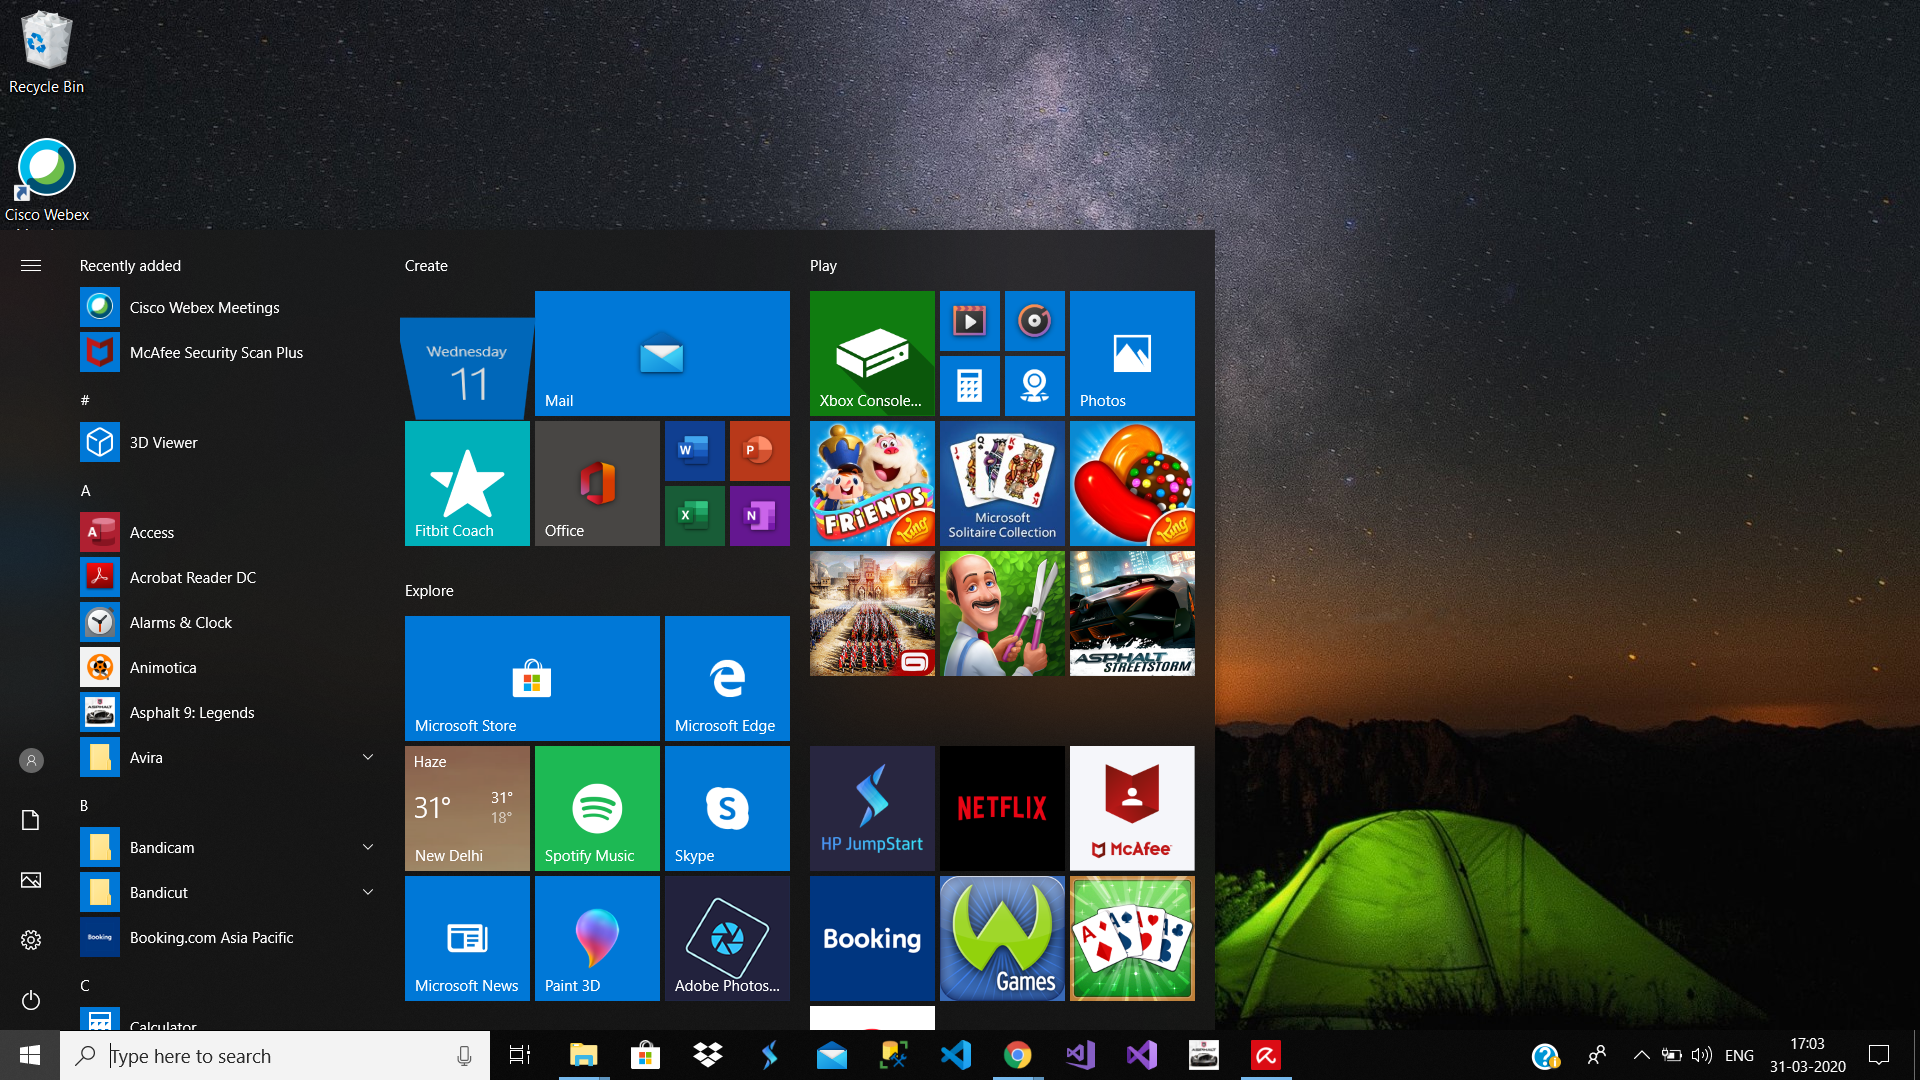 Recycle Bin
Cisco Webex
Recently added
Cisco Webex Meetings
McAfee Security Scan Plus
#
3D Viewer
A
Access
Acrobat Reader DC
Alarms & Clock
Animotica
Asphalt 9: Legends
Avira
B
Bandicam
Bandicut
Booking
Booking.com Asia Pacific
C
Calculator
Create
Wednesday
11
Mail
Fitbit Coach
Office
W
P
X
N
Explore
Microsoft Store
Microsoft Edge
Haze
31°
31°
18°
New Delhi
Spotify Music
Skype
Microsoft News
Paint 3D
Adobe Photos...
Play
Xbox Console...
Photos
FRiENDS
King
Microsoft
Solitaire Collection
King
ASPHALT
STREETSTORM
HP JumpStart
NETFLIX
McAfee
Booking
Games
Type here to search
ENG
17:03
31-03-2020